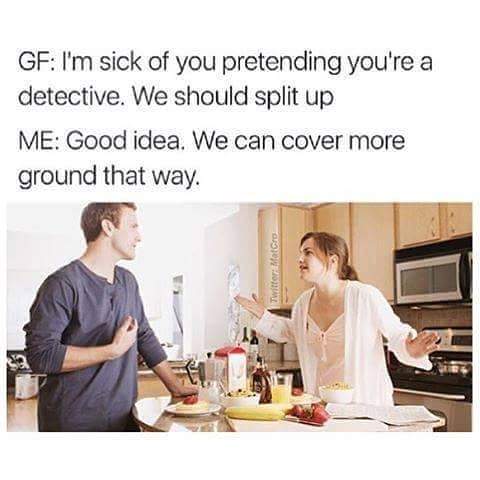 GF: I'm sick of you pretending you're a
detective. We should split up
ME: Good idea. We can cover more
ground that way.
Twitter: MatCro